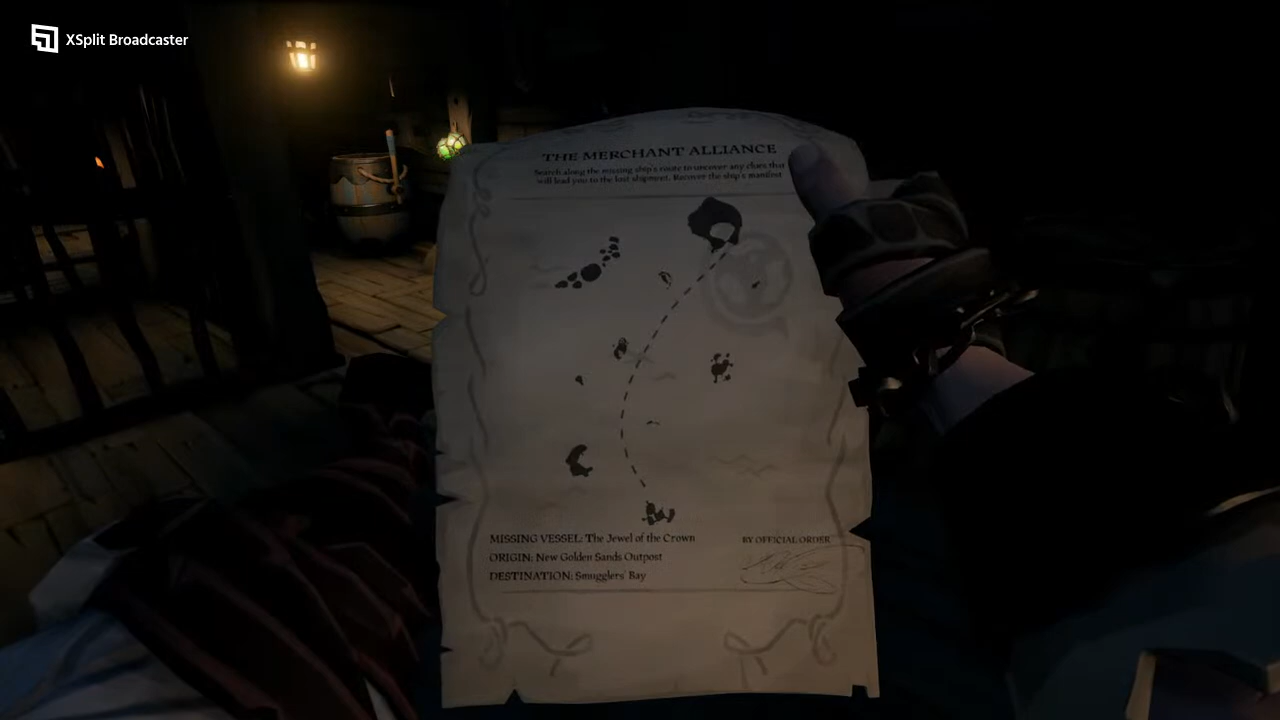 XSplit Broadcaster
THE MERCHANT ALLIANCE
Search along the missing ship's route to uncover any clues that
will lead you to the lost shipment. Recover the ship's manifest
MISSING VESSEL: The Jewel of the Crown
BY OFFICIAL ORDER
ORIGIN: New Golden Sands Outpost
DESTINATION: Smugglers' Bay